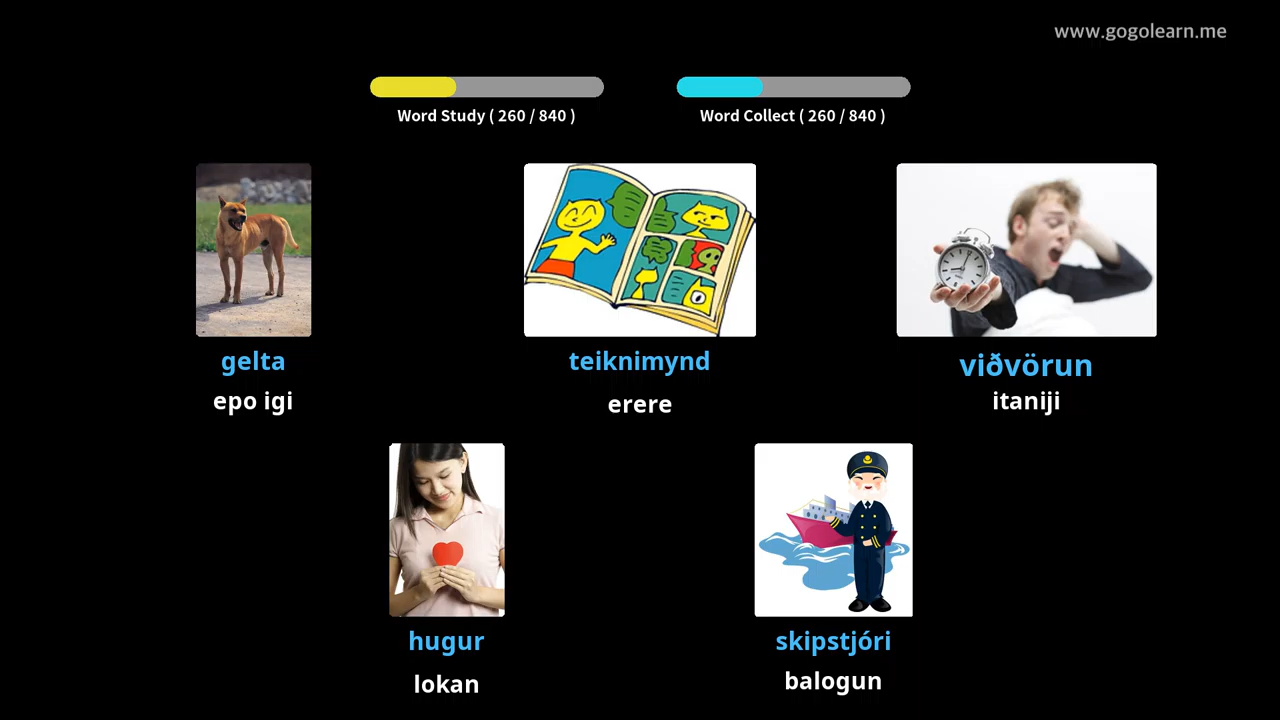 www.gogolearn.me
Word Study ( 260 / 840 )
Word Collect ( 260 / 840 )
gelta
epo igi
teiknimynd
erere
viðvörun
itaniji
hugur
lokan
skipstjóri
balogun